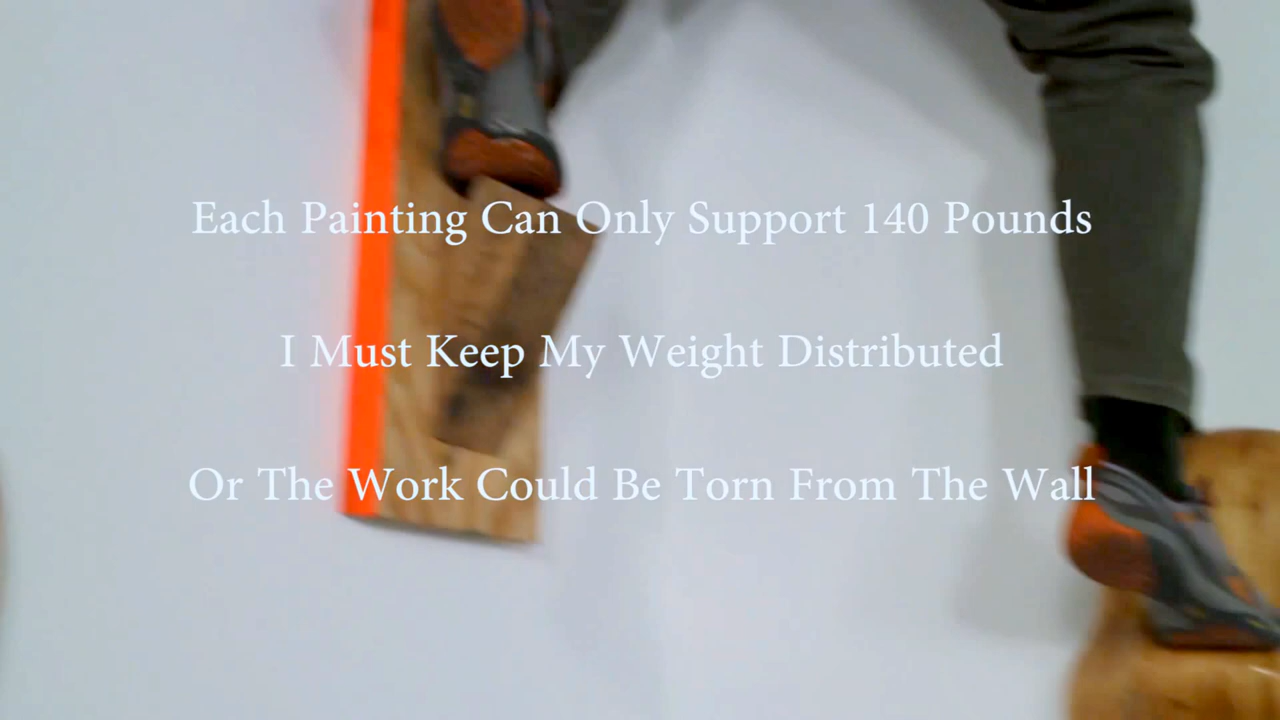 Each Painting Can Only Support 140 Pounds
I Must Keep My Weight Distributed
Or The Work Could Be Torn From The Wall